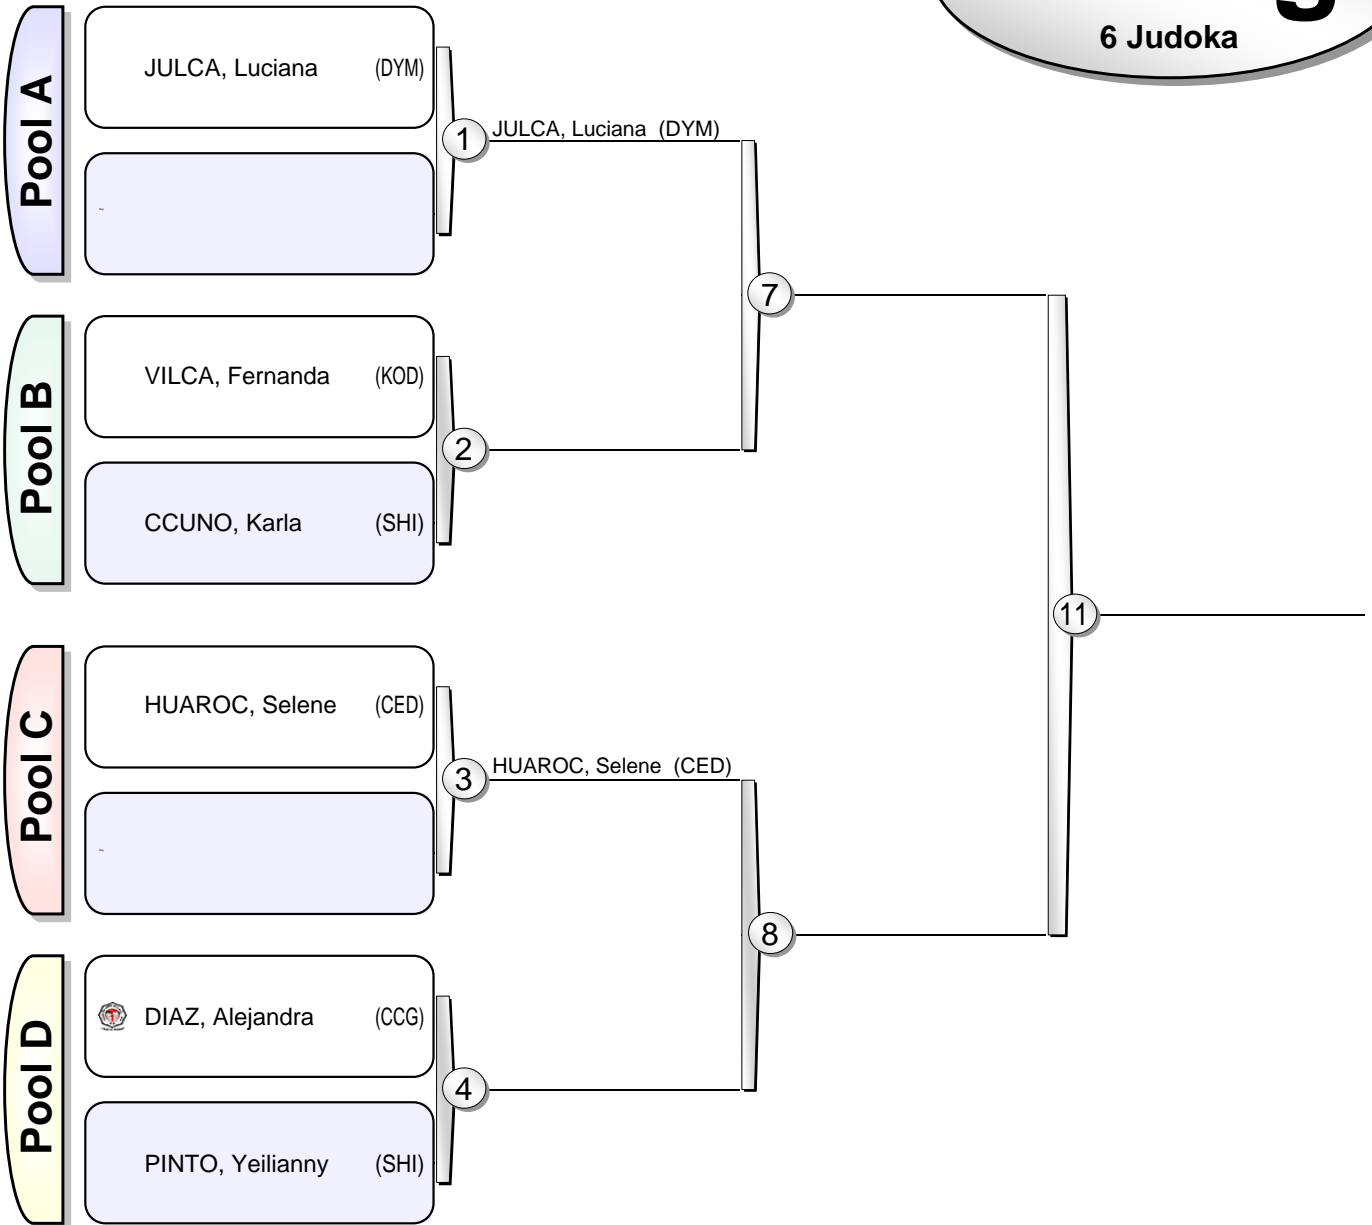 6 Judoka
Pool A
JULCA, Luciana (DYM)
-
1
JULCA, Luciana (DYM)
7
Pool B
VILCA, Fernanda (KOD)
CCUNO, Karla (SHI)
2
11
Pool C
HUAROC, Selene (CED)
-
3
HUAROC, Selene (CED)
8
Pool D
DIAZ, Alejandra (CCG)
PINTO, Yeilianny (SHI)
4